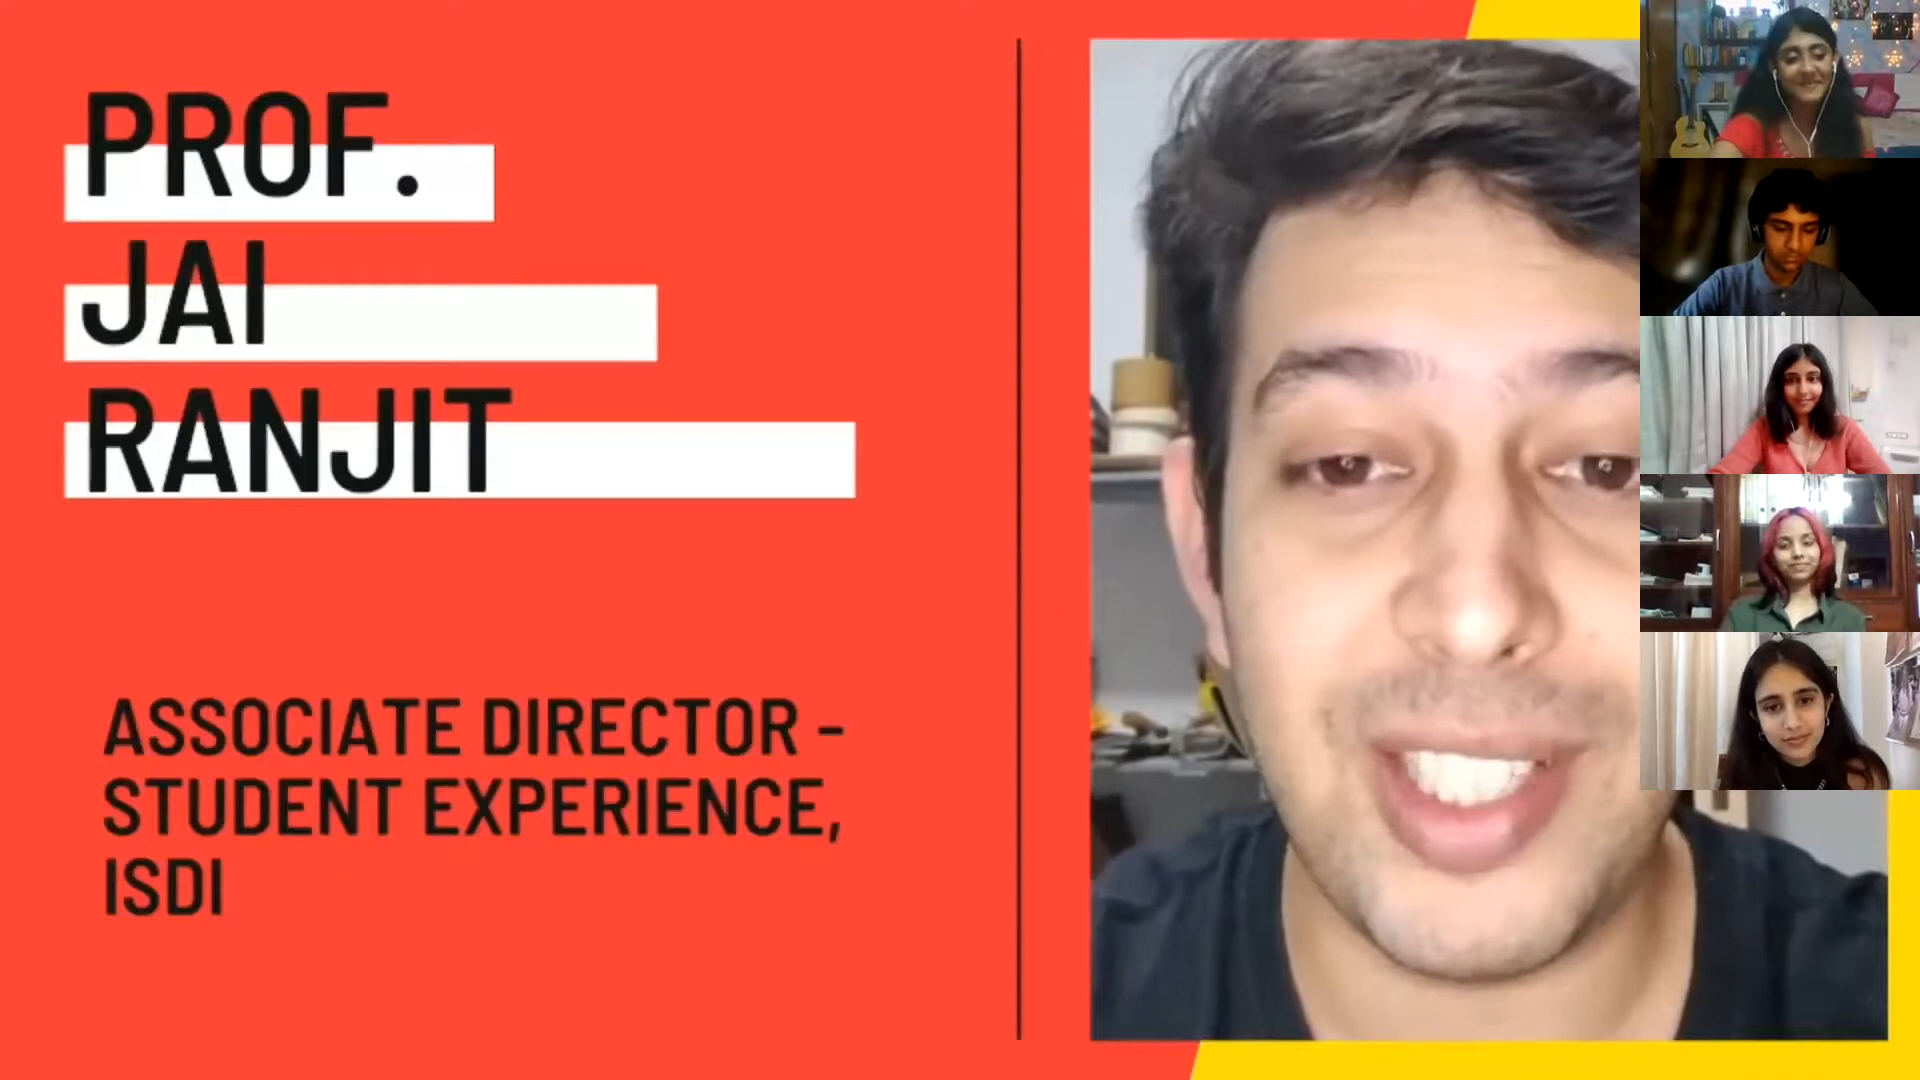 PROF.
JAI
RANJIT
ASSOCIATE DIRECTOR -
STUDENT EXPERIENCE,
ISDI